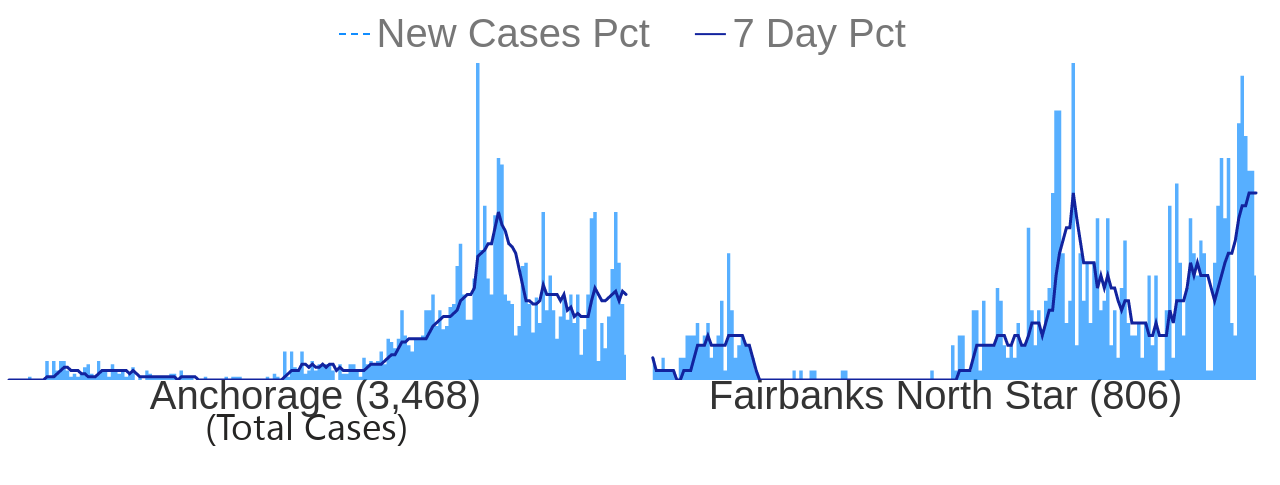 New Cases Pct 7 Day Pct
Anchorage (3,468) Fairbanks North Star (806)
(Total Cases)